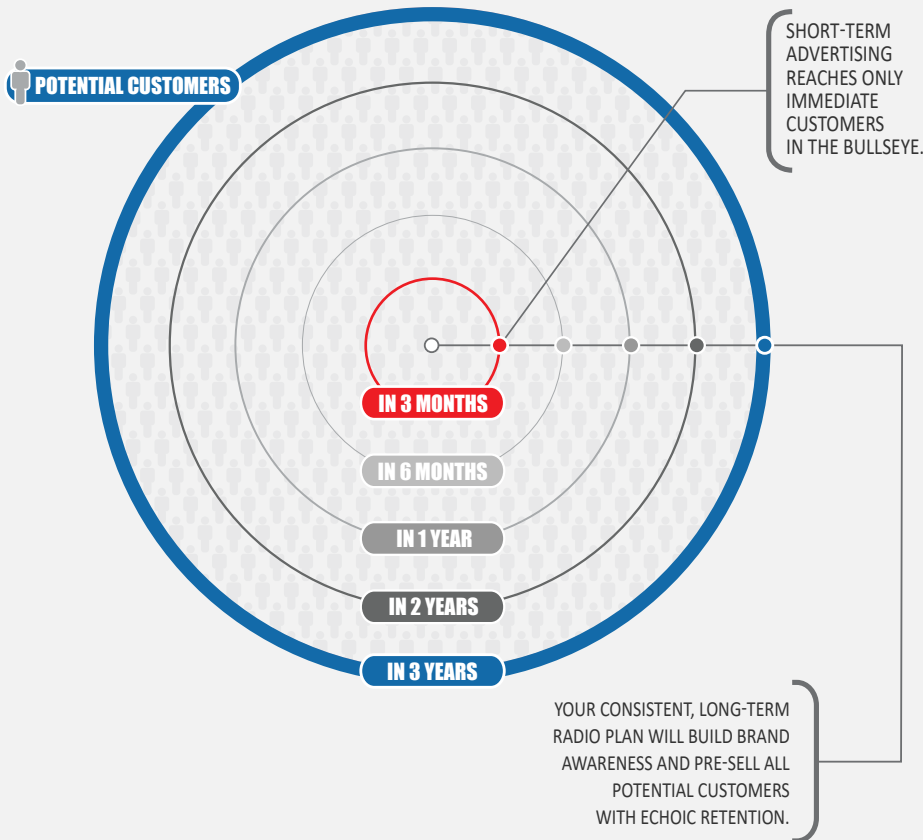 SHORT-TERM
ADVERTISING
REACHES ONLY
IMMEDIATE
CUSTOMERS
IN THE BULLSEYE.
POTENTIAL CUSTOMERS
IN 3 MONTHS
IN 6 MONTHS
IN 1 YEAR
IN 2 YEARS
IN 3 YEARS
YOUR CONSISTENT, LONG-TERM
RADIO PLAN WILL BUILD BRAND
AWARENESS AND PRE-SELL ALL
POTENTIAL CUSTOMERS
WITH ECHOIC RETENTION.